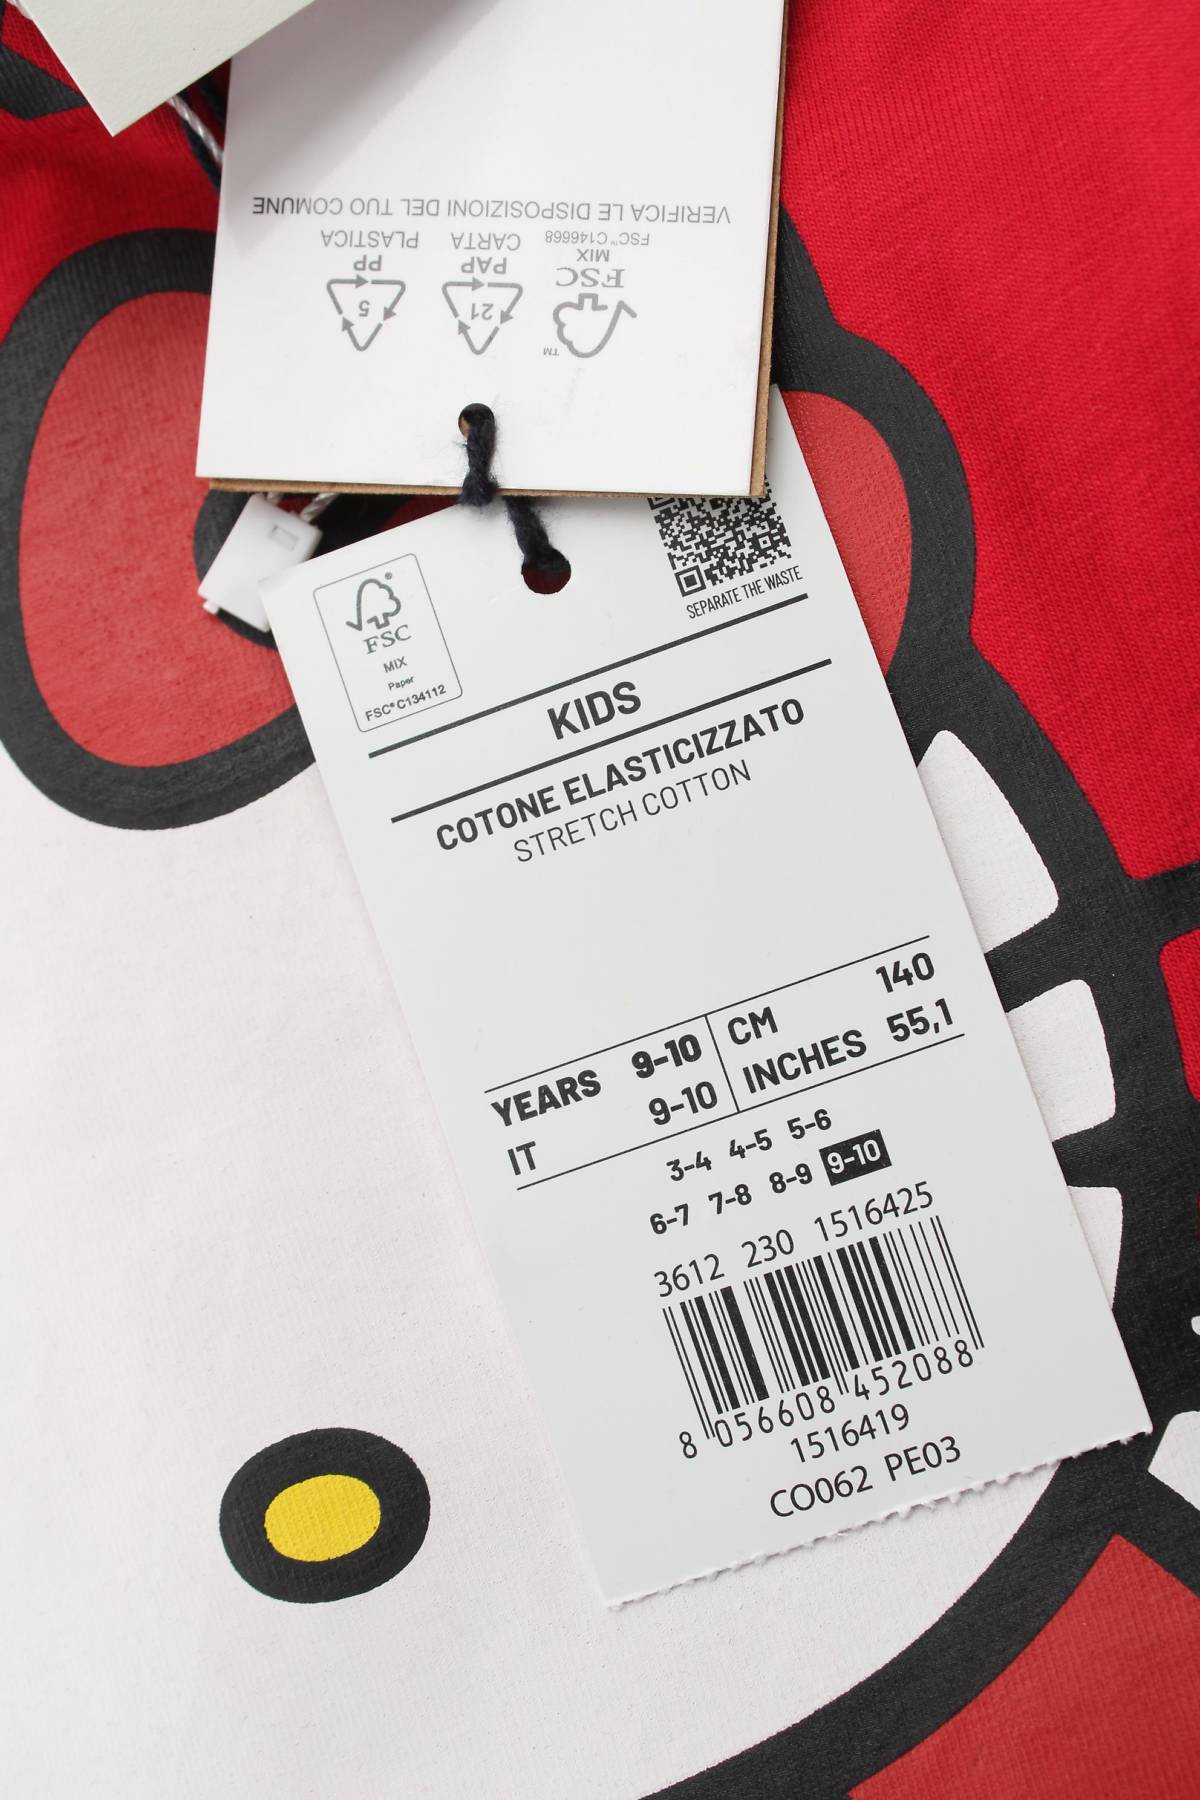 VERIFICA LE DISPOSIZIONI DEL TUO COMUNE
FSC™ C146668
MIX
FSC
TM
CARTA
PAP
21
PLASTICA
PP
5
SEPARATE THE WASTE
FSC®
MIX
Paper
FSC® C134112
KIDS
COTONE ELASTICIZZATO
STRETCH COTTON
YEARS 9-10 CM 140
IT 9-10 INCHES 55,1
3-4 4-5 5-6
6-7 7-8 8-9 9-10
3612 230 1516425
8 056608 452088
1516419
CO062 PE03